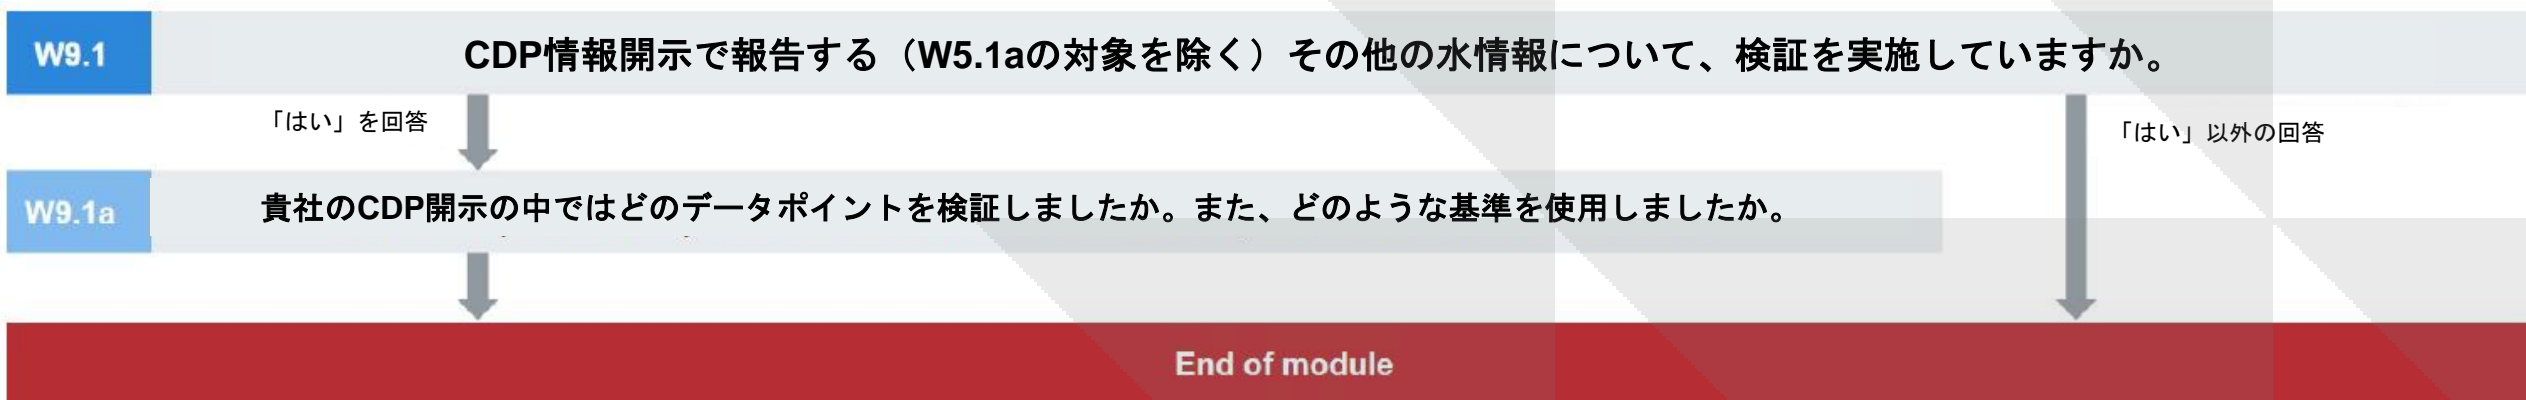 W9.1
CDP情報開示で報告する（W5.1aの対象を除く）その他の水情報について、検証を実施していますか。
「はい」を回答
「はい」以外の回答
W9.1a
貴社のCDP開示の中ではどのデータポイントを検証しましたか。また、どのような基準を使用しましたか。
End of module